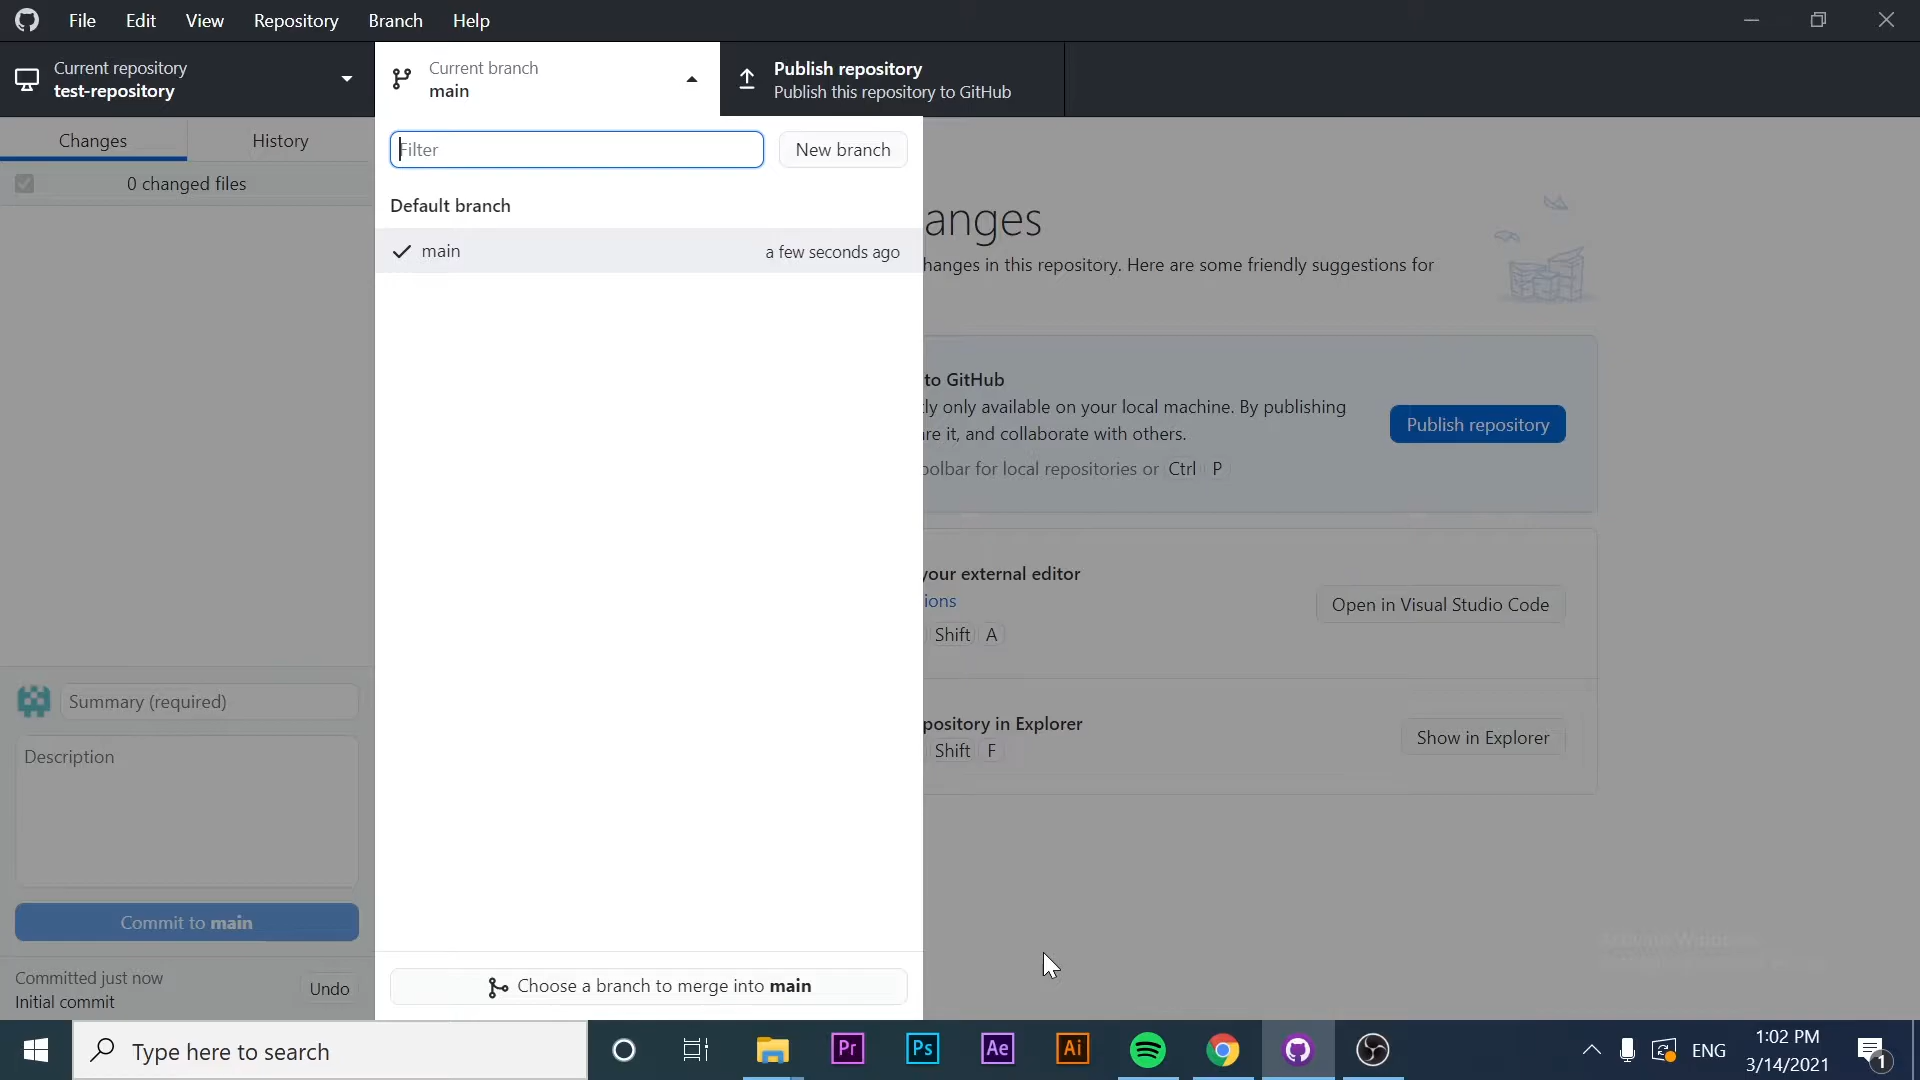 File Edit View Repository Branch Help
Current repository
test-repository
Current branch
main
Publish repository
Publish this repository to GitHub
Changes
History
0 changed files
Filter
New branch
Default branch
main
a few seconds ago
anges
hanges in this repository. Here are some friendly suggestions for
to GitHub
ly only available on your local machine. By publishing
re it, and collaborate with others.
oolbar for local repositories or Ctrl P
Publish repository
your external editor
ions
Shift A
Open in Visual Studio Code
pository in Explorer
Shift F
Show in Explorer
Summary (required)
Description
Commit to main
Committed just now
Initial commit
Undo
Choose a branch to merge into main
Type here to search
Pr
Ps
Ae
Ai
ENG
1:02 PM
3/14/2021
1